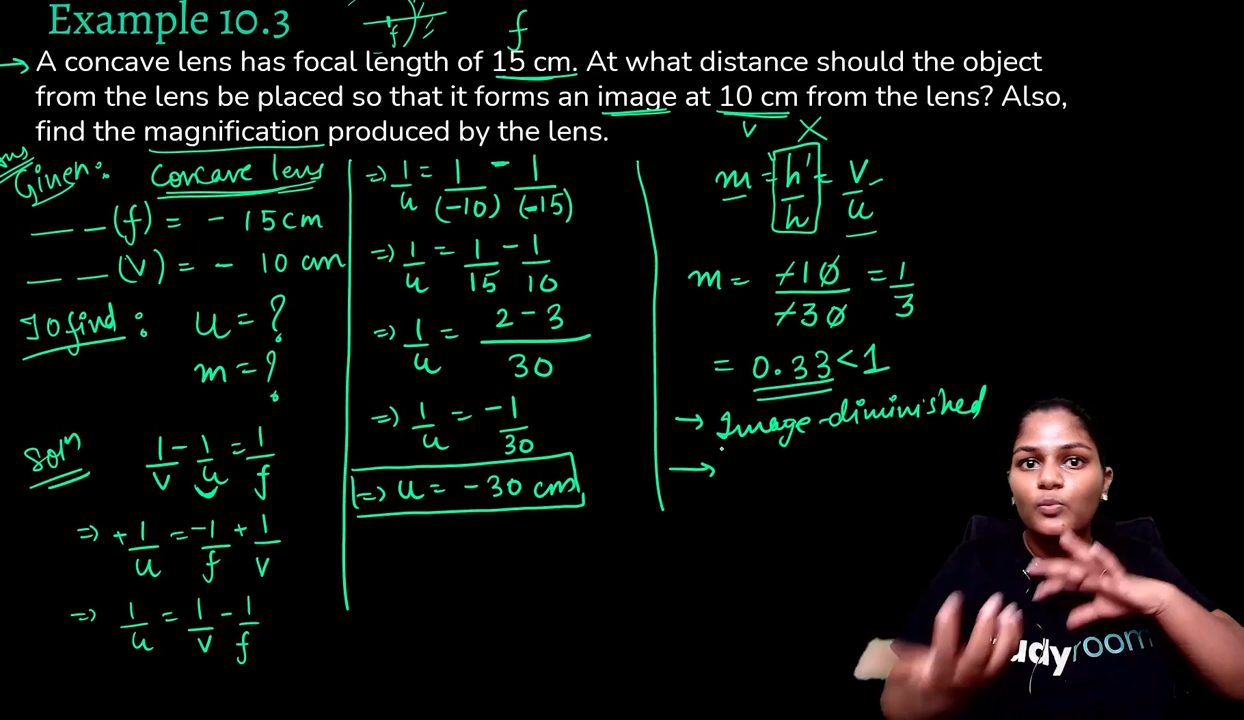 Example 10.3
f
f
→ A concave lens has focal length of 15 cm. At what distance should the object
from the lens be placed so that it forms an image at 10 cm from the lens? Also,
find the magnification produced by the lens.
v
Ans
Given: concave lens
_ _ (f) = - 15 cm
_ _ (v) = - 10 cm
To find: u = ?
m = ?
Solⁿ 1/v - 1/u = 1/f
=> + 1/u = -1/f + 1/v
=> 1/u = 1/v - 1/f
=> 1/u = 1/(-10) - 1/(-15)
=> 1/u = 1/15 - 1/10
=> 1/u = 2-3/30
=> 1/u = -1/30
=> u = -30 cm
m = h'/h = v/u
m = -10/-30 = 1/3
= 0.33 < 1
→ Image-diminished
→
udyroom